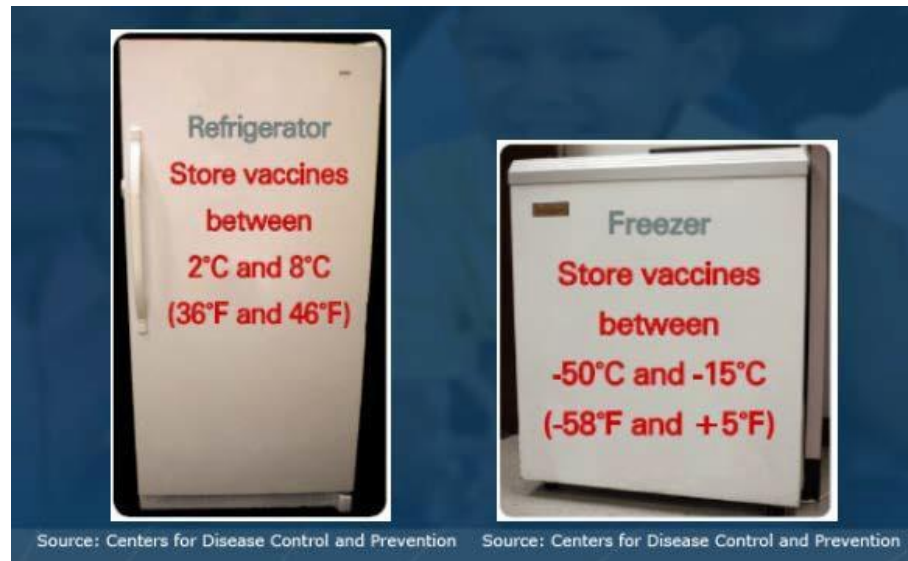 Refrigerator
Store vaccines
between
2°C and 8°C
(36°F and 46°F)
Freezer
Store vaccines
between
-50°C and -15°C
(-58°F and +5°F)
Source: Centers for Disease Control and Prevention
Source: Centers for Disease Control and Prevention